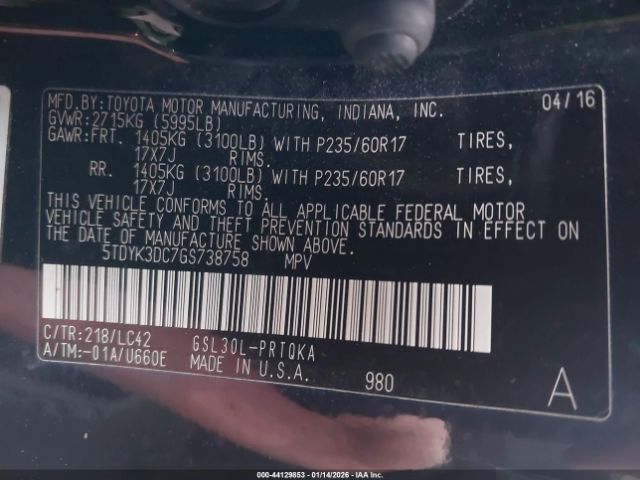 MFD.BY:TOYOTA MOTOR MANUFACTURING, INDIANA, INC. 04/16
GVWR:2715KG (5995LB)
GAWR:FRT. 1405KG (3100LB) WITH P235/60R17 TIRES,
17X7J RIMS.
RR. 1405KG (3100LB) WITH P235/60R17 TIRES,
17X7J RIMS.
THIS VEHICLE CONFORMS TO ALL APPLICABLE FEDERAL MOTOR
VEHICLE SAFETY AND THEFT PREVENTION STANDARDS IN EFFECT ON
THE DATE OF MANUFACTURE SHOWN ABOVE.
5TDYK3DC7GS738758 MPV
C/TR:218/LC42 GSL30L-PRTQKA
A/TM:-01A/U660E MADE IN U.S.A. 980 A
000-44129853 - 01/14/2026 - IAAI.COM